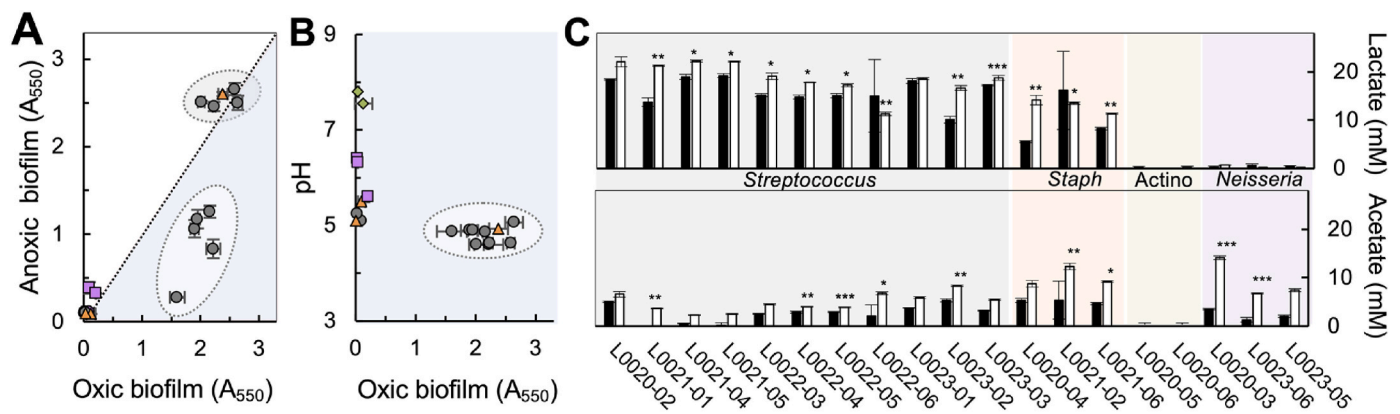 A
Anoxic biofilm (A550)
3
2
1
0
0 1 2 3
Oxic biofilm (A550)
B
pH
9
7
5
3
0 1 2 3
Oxic biofilm (A550)
C
** * * * * * ** ** *** ** * **
20
10
0
Lactate (mM)
Streptococcus Staph Actino Neisseria
** ** *** * ** ** * *** ***
20
10
0
Acetate (mM)
L0020-02
L0021-01
L0021-04
L0021-05
L0022-03
L0022-04
L0022-05
L0022-06
L0023-01
L0023-02
L0023-03
L0020-04
L0021-02
L0021-06
L0020-05
L0020-06
L0020-03
L0023-06
L0023-05